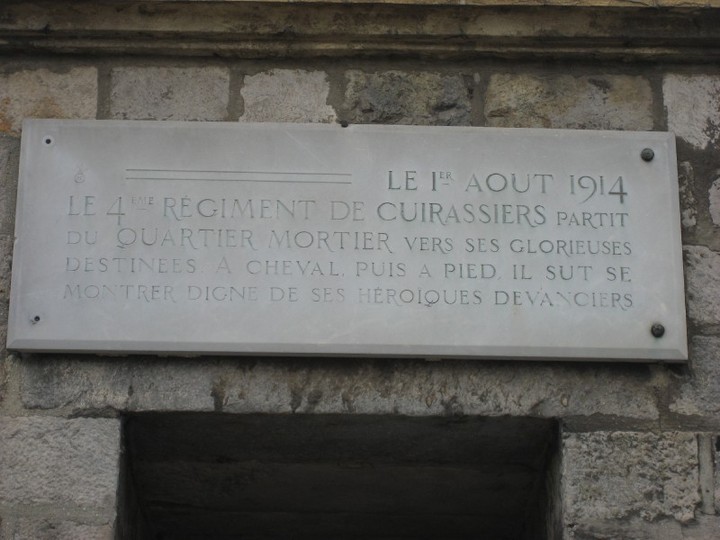 LE 1ER AOUT 1914
LE 4ÈME RÉGIMENT DE CUIRASSIERS PARTIT
DU QUARTIER MORTIER VERS SES GLORIEUSES
DESTINEES A CHEVAL, PUIS A PIED, IL SUT SE
MONTRER DIGNE DE SES HÉROIQUES DEVANCIERS